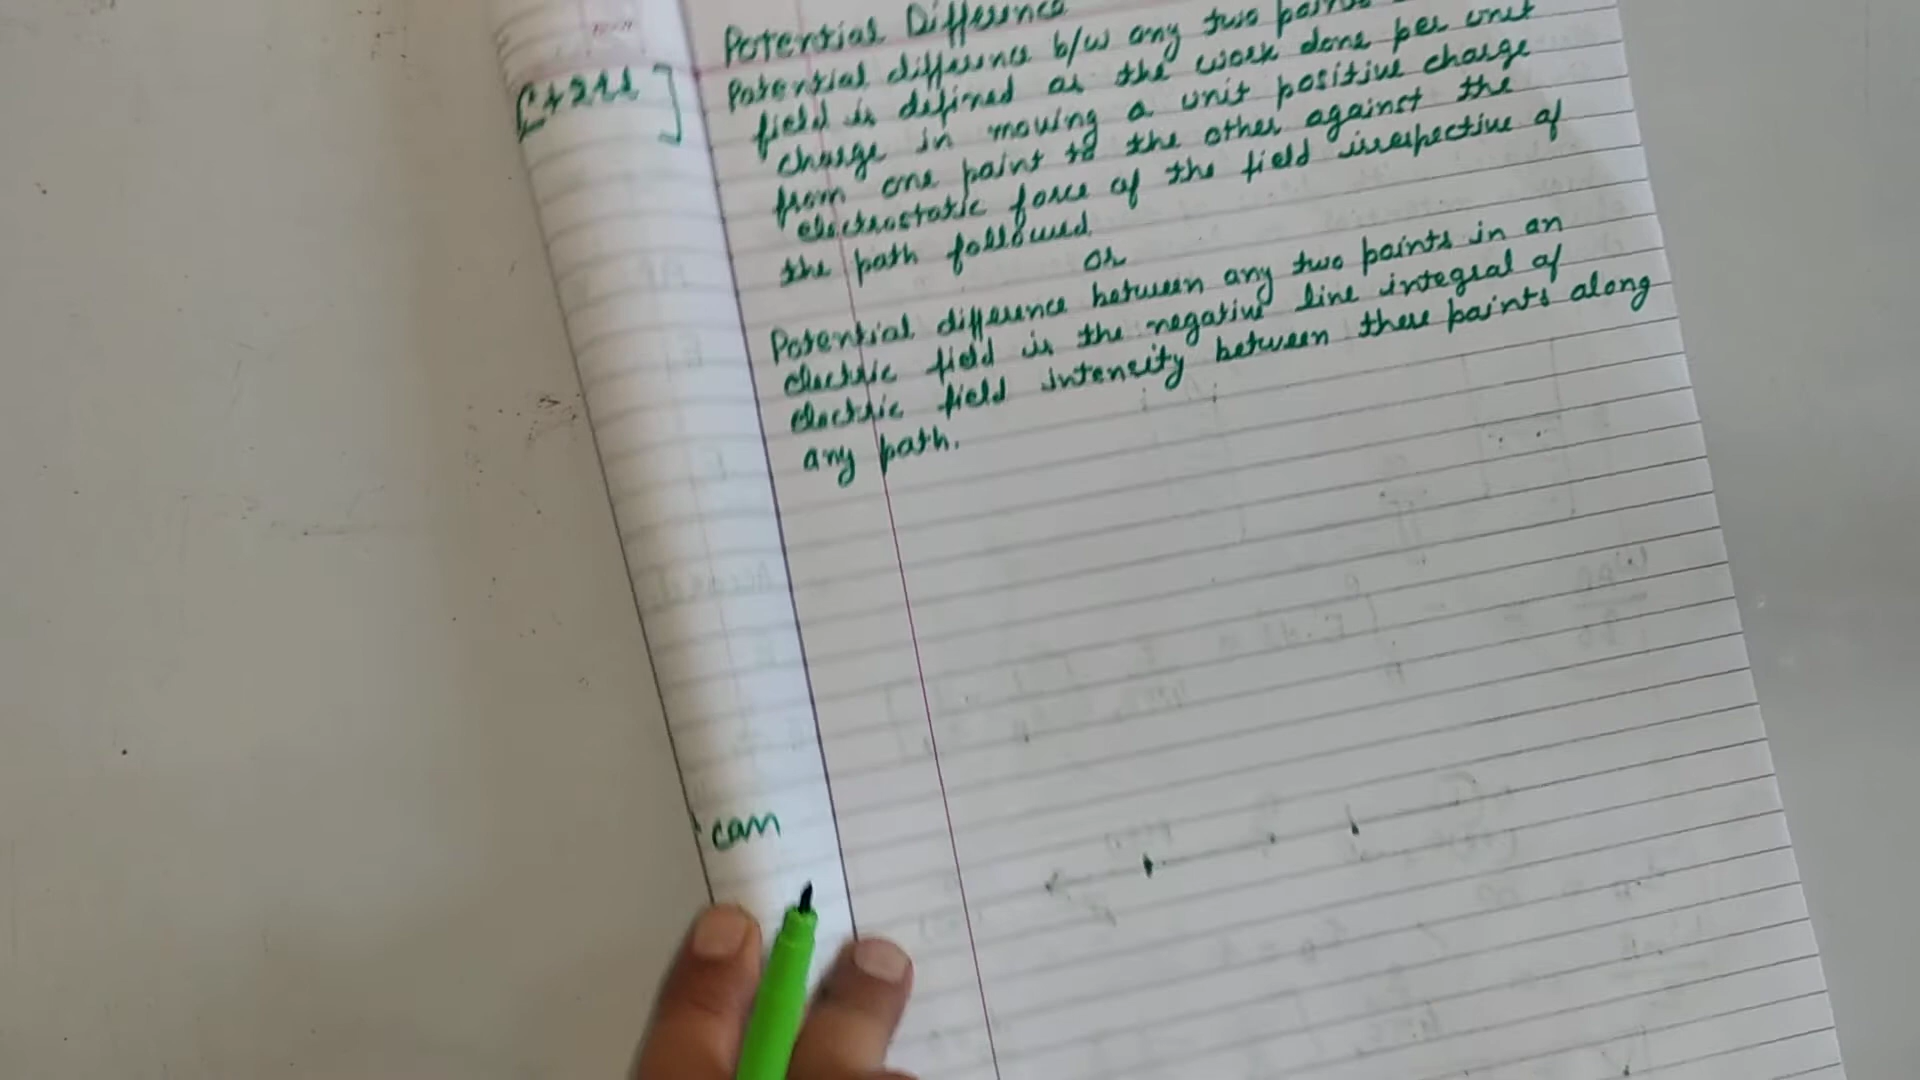 Potential Difference
Potential difference b/w any two points
field is defined as the work done per unit
charge in moving a unit positive charge
from one point to the other against the
electrostatic force of the field irrespective of
the path followed
or
Potential difference between any two points in an
electric field is the negative line integral of
electric field intensity between these points along
any path.
can